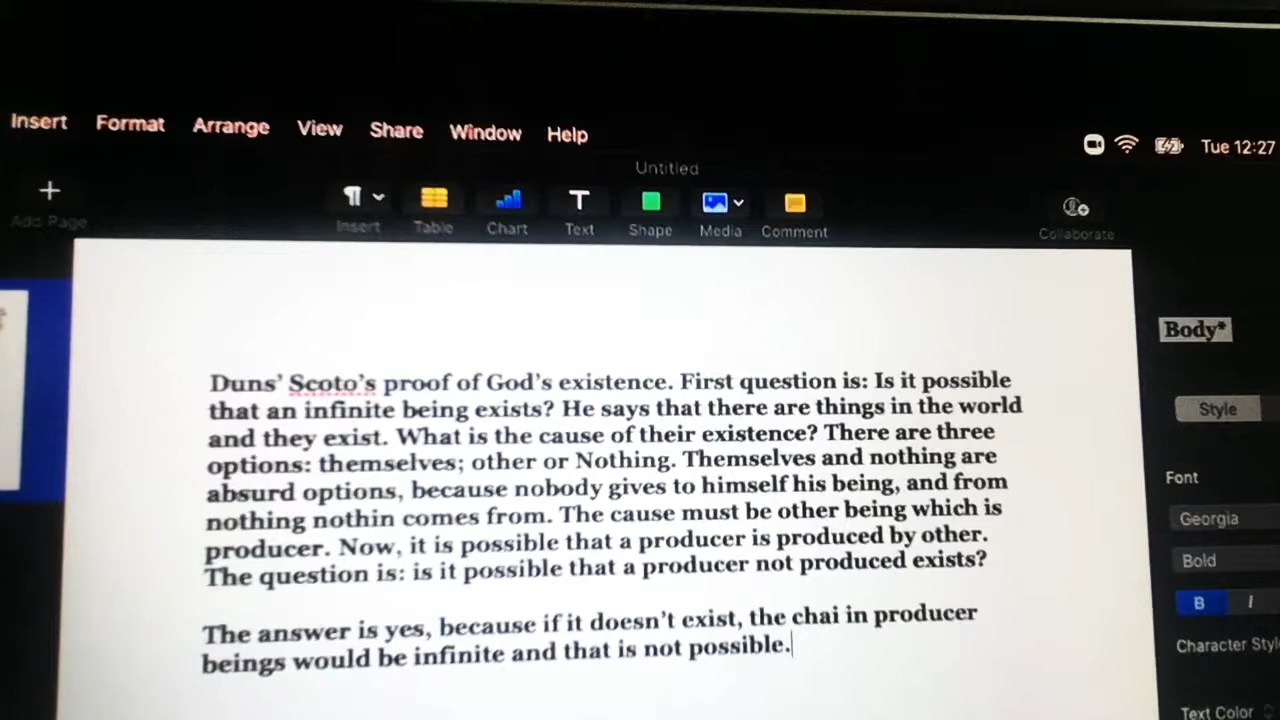 Insert Format Arrange View Share Window Help
Tue 12:27
Untitled
Add Page
Insert Table Chart Text Shape Media Comment
Collaborate
Body*
Style
Font
Georgia
Bold
B I
Character Styl
Text Color
Duns’ Scoto’s proof of God’s existence. First question is: Is it possible
that an infinite being exists? He says that there are things in the world
and they exist. What is the cause of their existence? There are three
options: themselves; other or Nothing. Themselves and nothing are
absurd options, because nobody gives to himself his being, and from
nothing nothin comes from. The cause must be other being which is
producer. Now, it is possible that a producer is produced by other.
The question is: is it possible that a producer not produced exists?
The answer is yes, because if it doesn’t exist, the chai in producer
beings would be infinite and that is not possible.